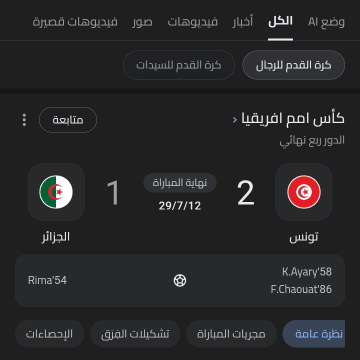 وضع AI الكل أخبار فيديوهات صور فيديوهات قصيرة
كرة القدم للرجال كرة القدم للسيدات
كأس امم افريقيا ›
متابعة
الدور ربع نهائي
2 نهاية المباراة 1
29/7/12
تونس الجزائر
K.Ayary'58
F.Chaouat'86
Rima'54
نظرة عامة مجريات المباراة تشكيلات الفِرَق الإحصاءات